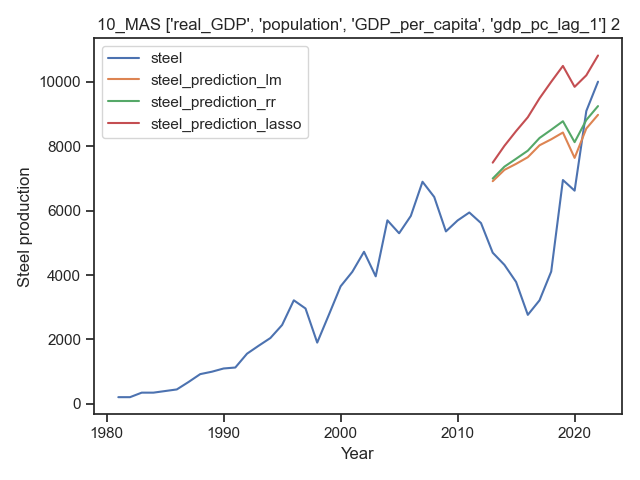 10_MAS ['real_GDP', 'population', 'GDP_per_capita', 'gdp_pc_lag_1'] 2
steel
steel_prediction_lm
steel_prediction_rr
steel_prediction_lasso
Steel production
10000
8000
6000
4000
2000
0
1980
1990
2000
2010
2020
Year